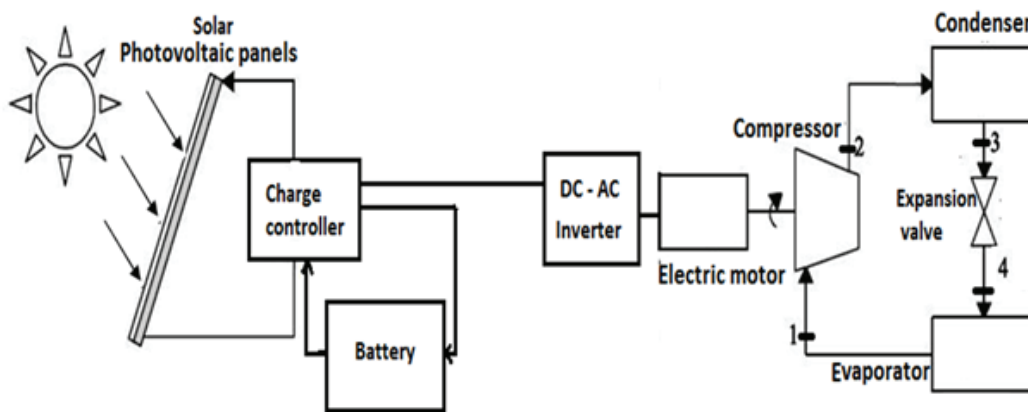 Solar
Photovoltaic panels
Condenser
Compressor
2
3
Charge
controller
DC - AC
Inverter
Expansion
valve
Electric motor
4
1
Battery
Evaporator